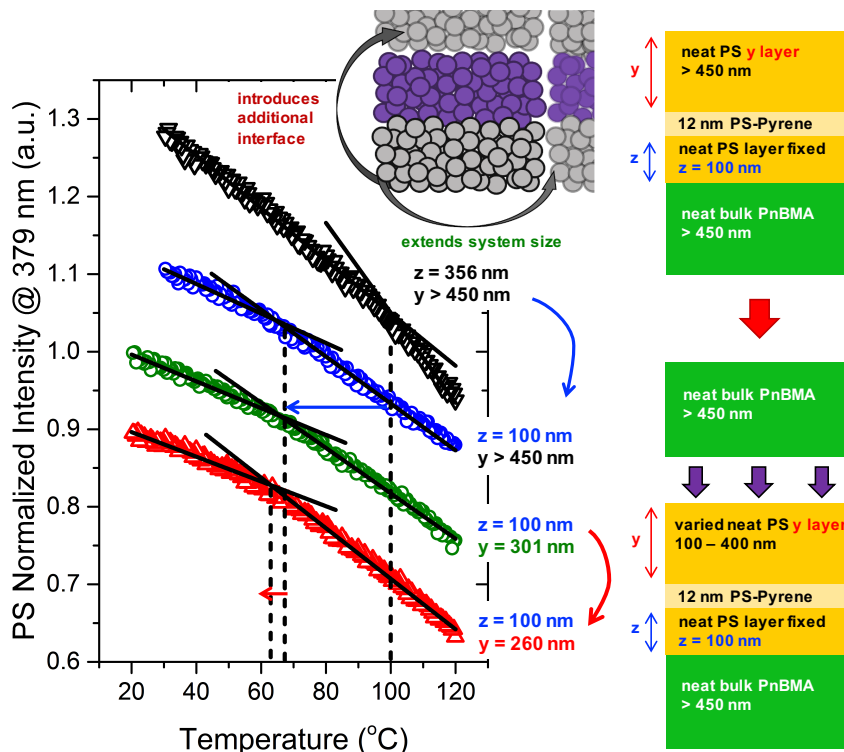 introduces
additional
interface
extends system size
z = 356 nm
y > 450 nm
z = 100 nm
y > 450 nm
z = 100 nm
y = 301 nm
z = 100 nm
y = 260 nm
PS Normalized Intensity @ 379 nm (a.u.)
1.3
1.2
1.1
1.0
0.9
0.8
0.7
0.6
20 40 60 80 100 120
Temperature (°C)
y
neat PS y layer
> 450 nm
12 nm PS-Pyrene
z
neat PS layer fixed
z = 100 nm
neat bulk PnBMA
> 450 nm
neat bulk PnBMA
> 450 nm
y
varied neat PS y layer
100 – 400 nm
12 nm PS-Pyrene
z
neat PS layer fixed
z = 100 nm
neat bulk PnBMA
> 450 nm